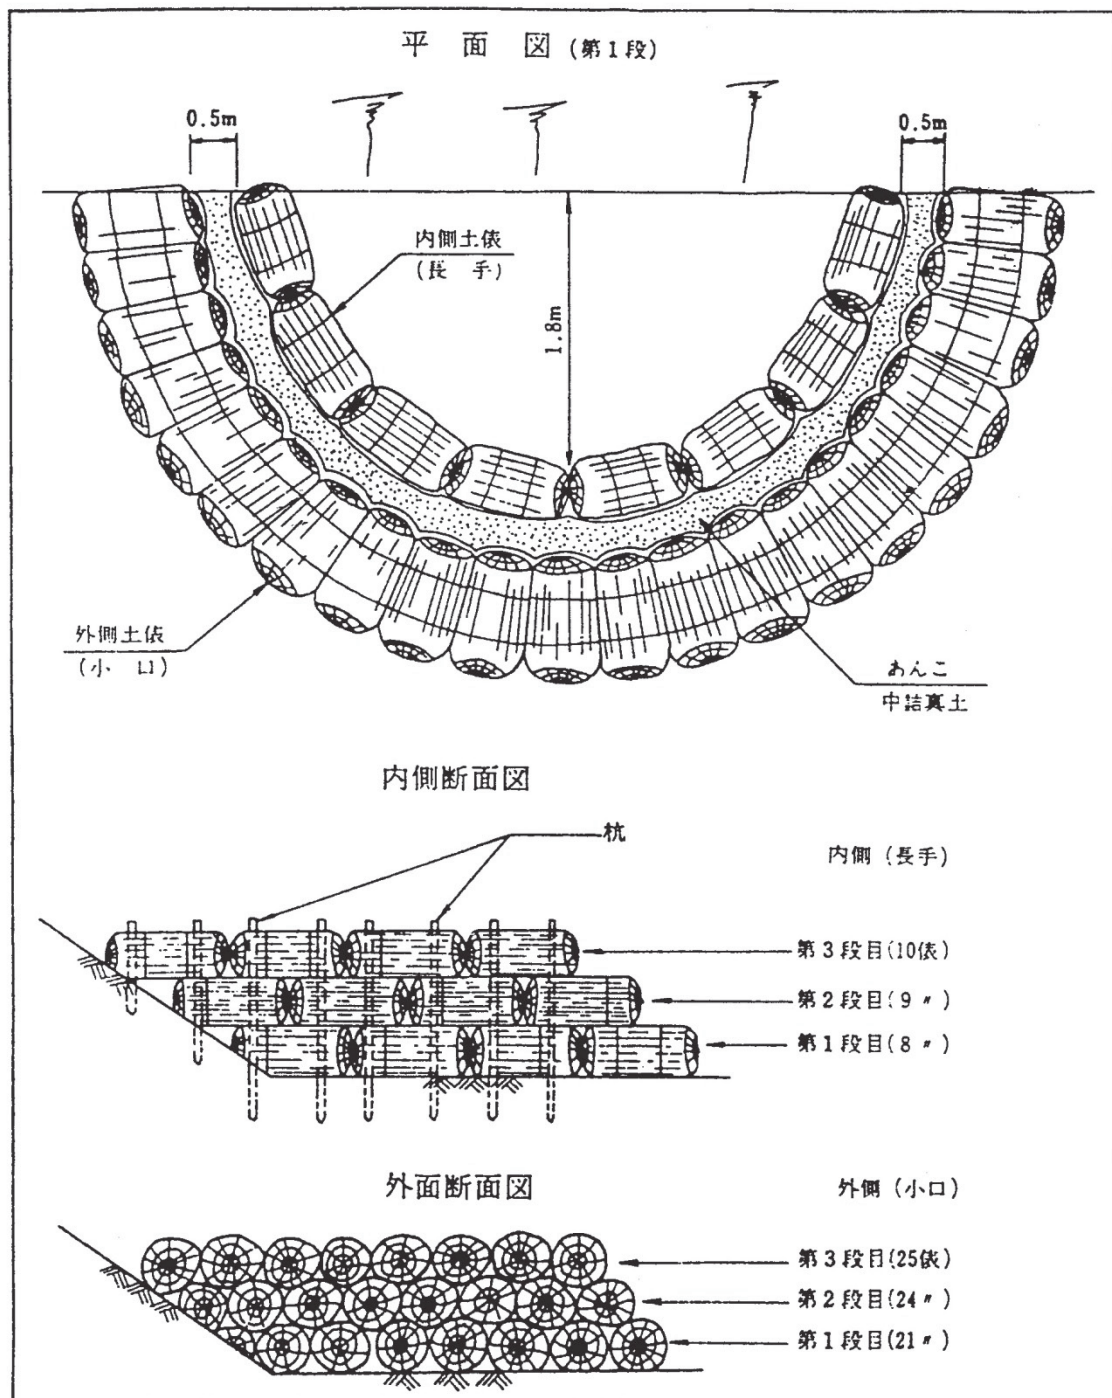 平面図(第1段)
0.5m
0.5m
内側土俵
(長手)
1.8m
外側土俵
(小口)
あんこ
中詰真土
内側断面図
杭
内側(長手)
第3段目(10俵)
第2段目(9〃)
第1段目(8〃)
外面断面図
外側(小口)
第3段目(25俵)
第2段目(24〃)
第1段目(21〃)